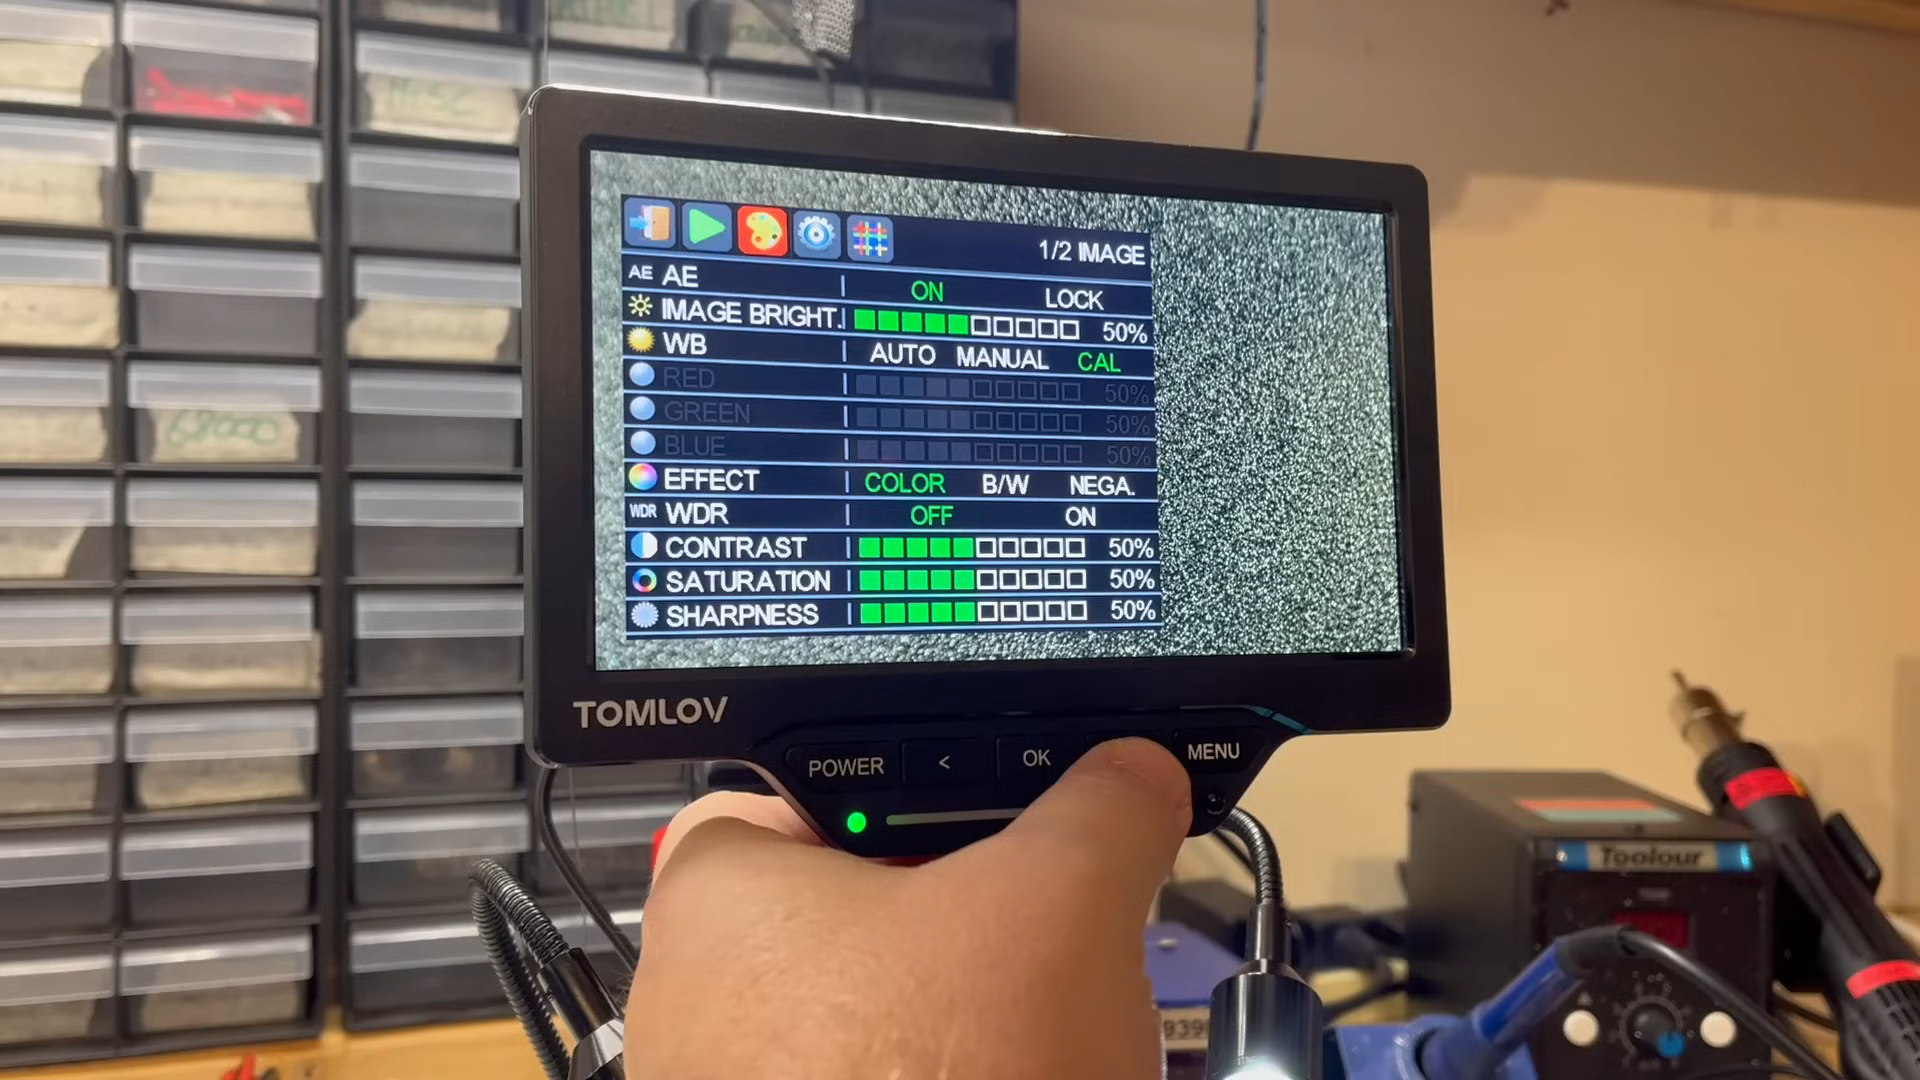 1/2 IMAGE
AE AE ON LOCK
IMAGE BRIGHT. 50%
WB AUTO MANUAL CAL
RED 50%
GREEN 50%
BLUE 50%
EFFECT COLOR B/W NEGA.
WDR WDR OFF ON
CONTRAST 50%
SATURATION 50%
SHARPNESS 50%
TOMLOV
POWER < OK MENU
68000
Toolour